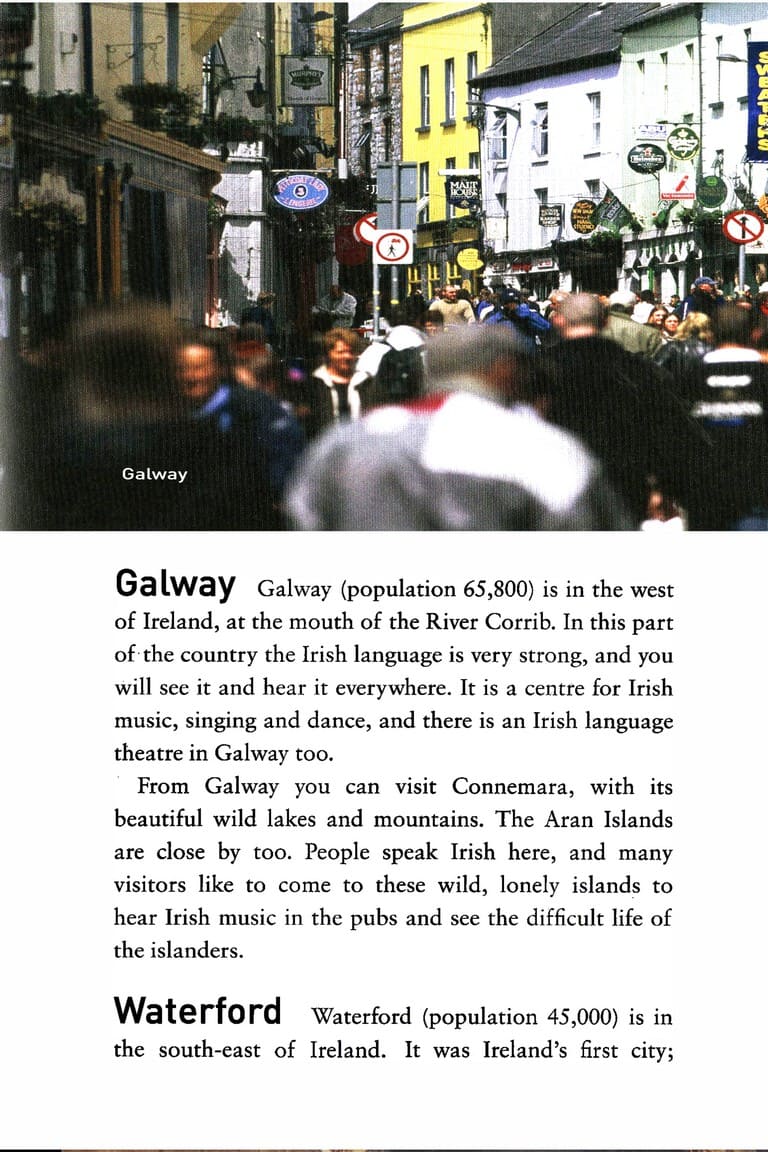 MURPHY'S
SWEATERS
MALT
HOUSE
Heineken
Galway
Galway Galway (population 65,800) is in the west
of Ireland, at the mouth of the River Corrib. In this part
of the country the Irish language is very strong, and you
will see it and hear it everywhere. It is a centre for Irish
music, singing and dance, and there is an Irish language
theatre in Galway too.
From Galway you can visit Connemara, with its
beautiful wild lakes and mountains. The Aran Islands
are close by too. People speak Irish here, and many
visitors like to come to these wild, lonely islands to
hear Irish music in the pubs and see the difficult life of
the islanders.
Waterford Waterford (population 45,000) is in
the south-east of Ireland. It was Ireland's first city;